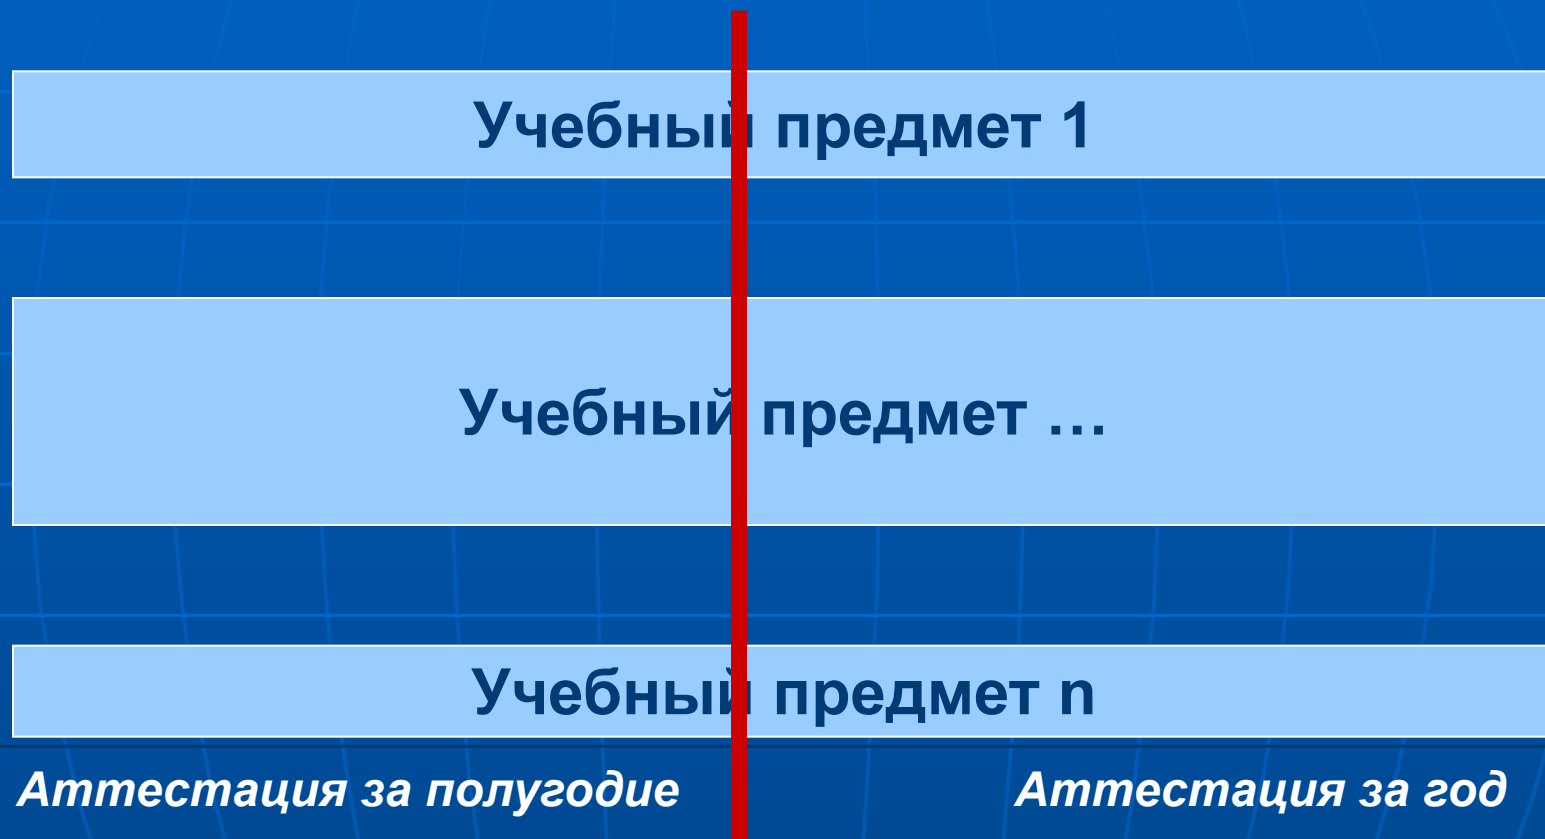 Учебный предмет 1
Учебный предмет …
Учебный предмет n
Аттестация за полугодие
Аттестация за год